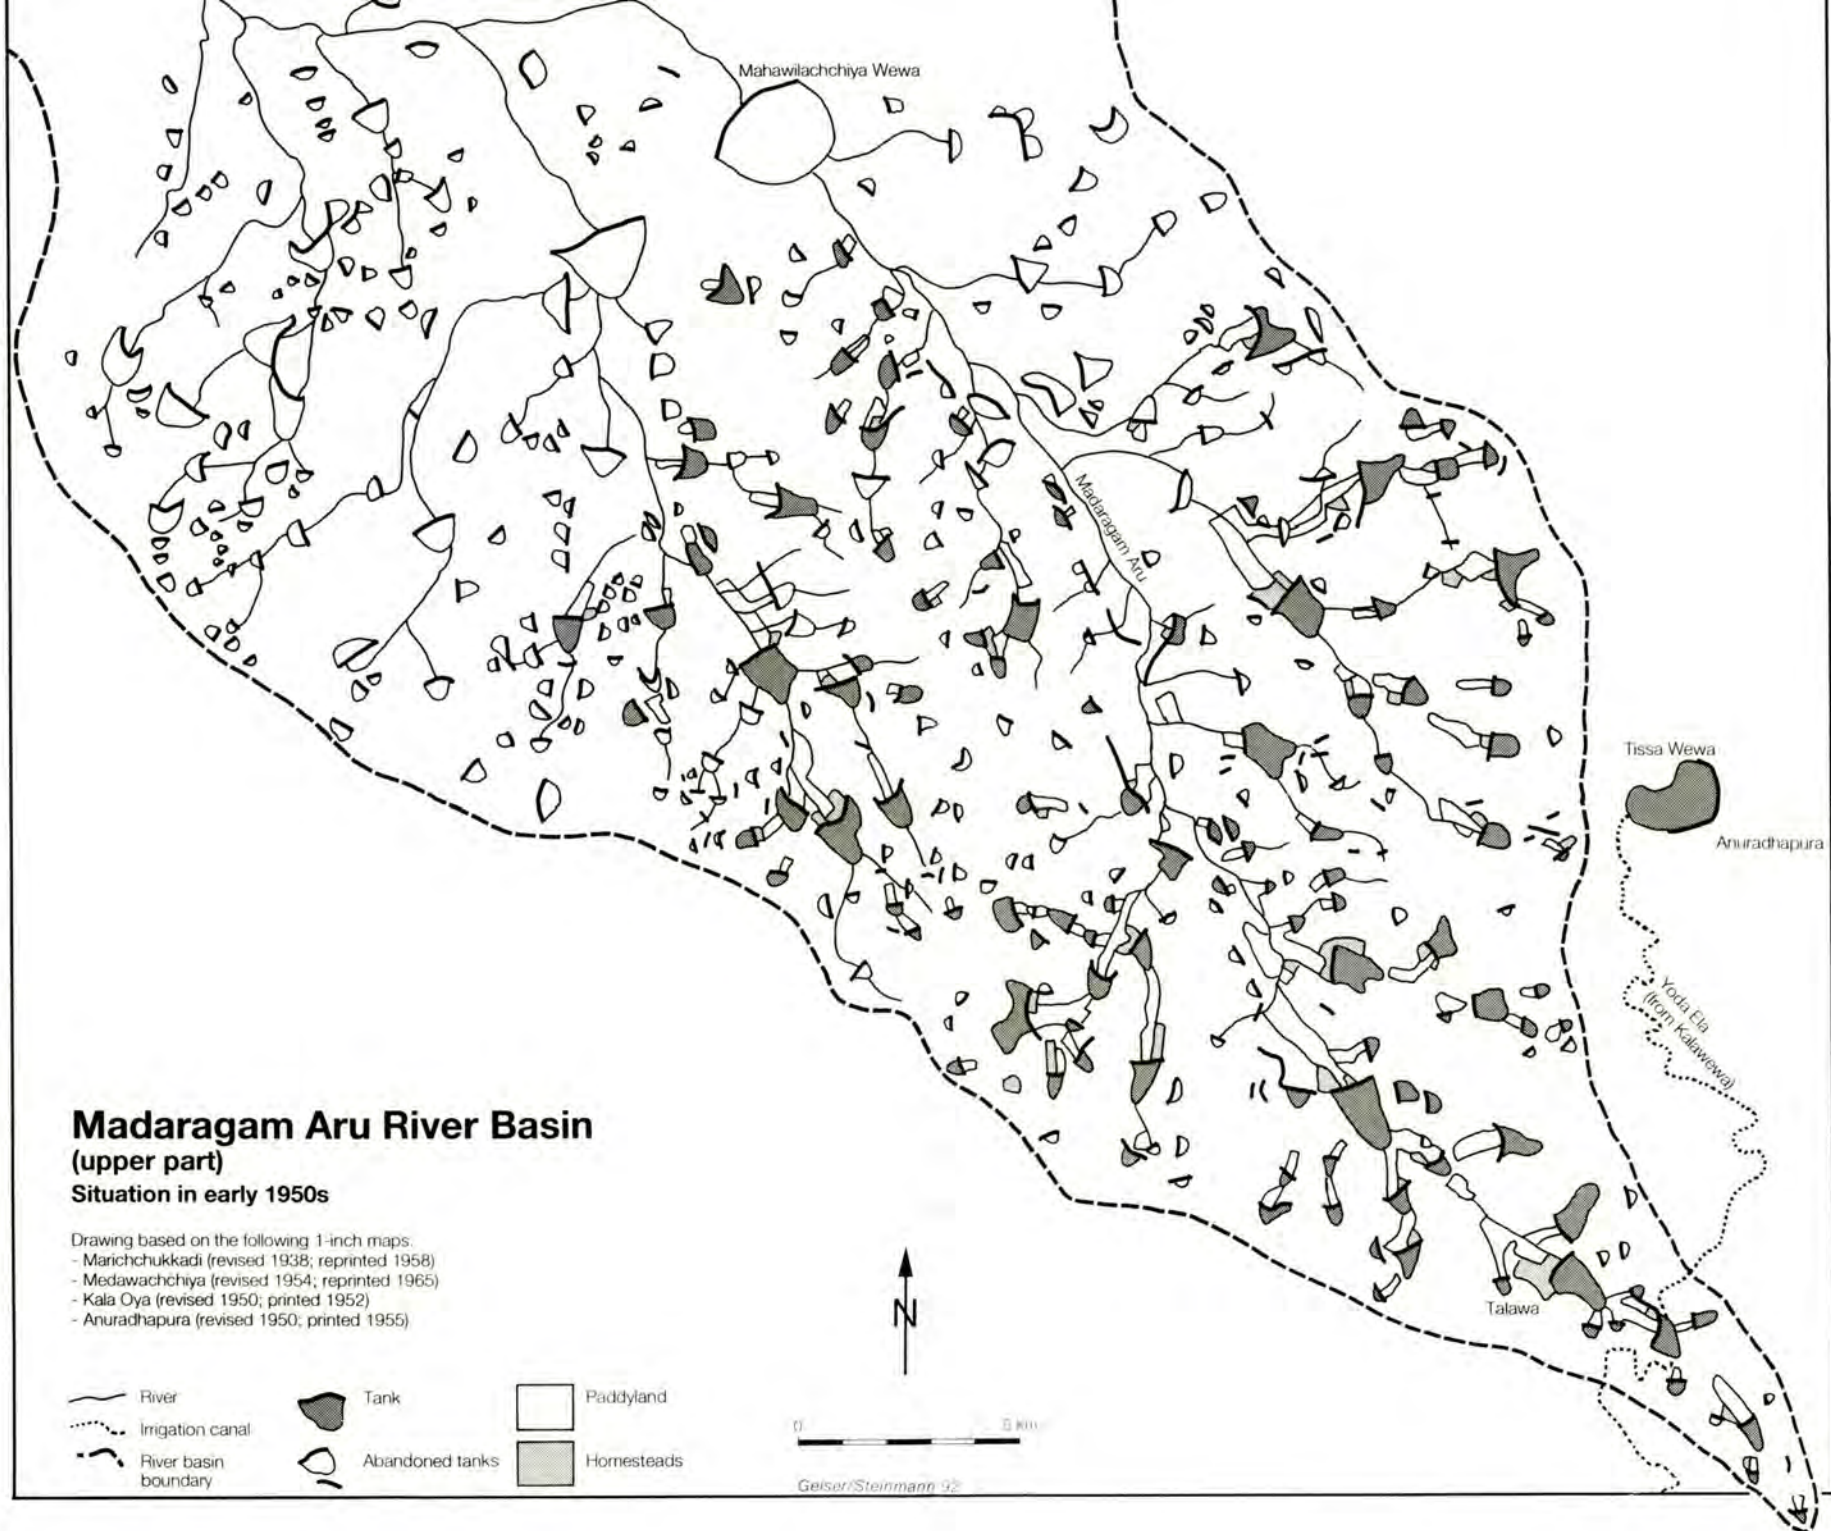 Mahawilachchiya Wewa
Madaragam Aru
Tissa Wewa
Anuradhapura
Yoda Ela
(from Kalawewa)
Talawa
Madaragam Aru River Basin
(upper part)
Situation in early 1950s
Drawing based on the following 1-inch maps:
- Marichchukkadi (revised 1938; reprinted 1958)
- Medawachchiya (revised 1954; reprinted 1965)
- Kala Oya (revised 1950; printed 1952)
- Anuradhapura (revised 1950; printed 1955)
N
River
Irrigation canal
River basin
boundary
Tank
Abandoned tanks
Paddyland
Homesteads
0 5 km
Geiser/Steinmann 92